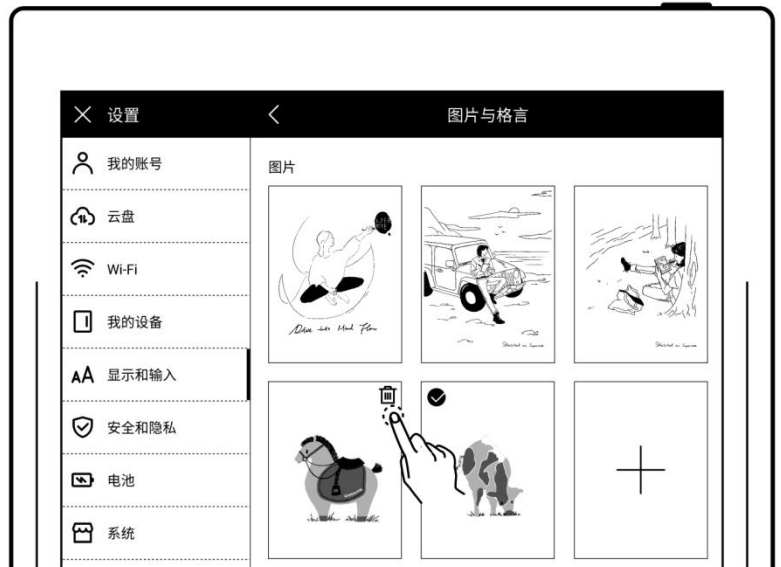 设置
图片与格言
我的账号
云盘
Wi-Fi
我的设备
显示和输入
安全和隐私
电池
系统
图片